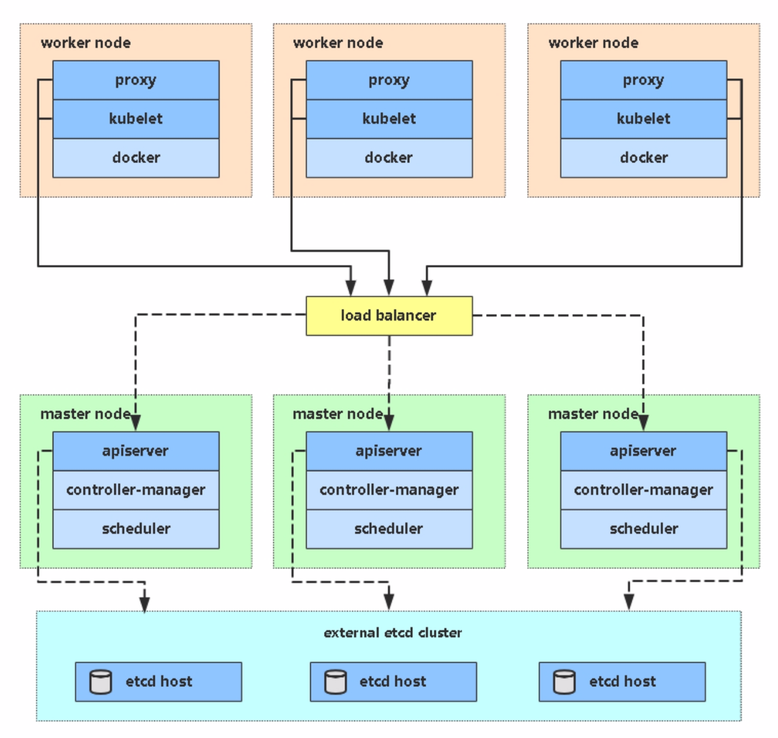 worker node
worker node
worker node
proxy
proxy
proxy
kubelet
kubelet
kubelet
docker
docker
docker
load balancer
master node
master node
master node
apiserver
apiserver
apiserver
controller-manager
controller-manager
controller-manager
scheduler
scheduler
scheduler
external etcd cluster
etcd host
etcd host
etcd host